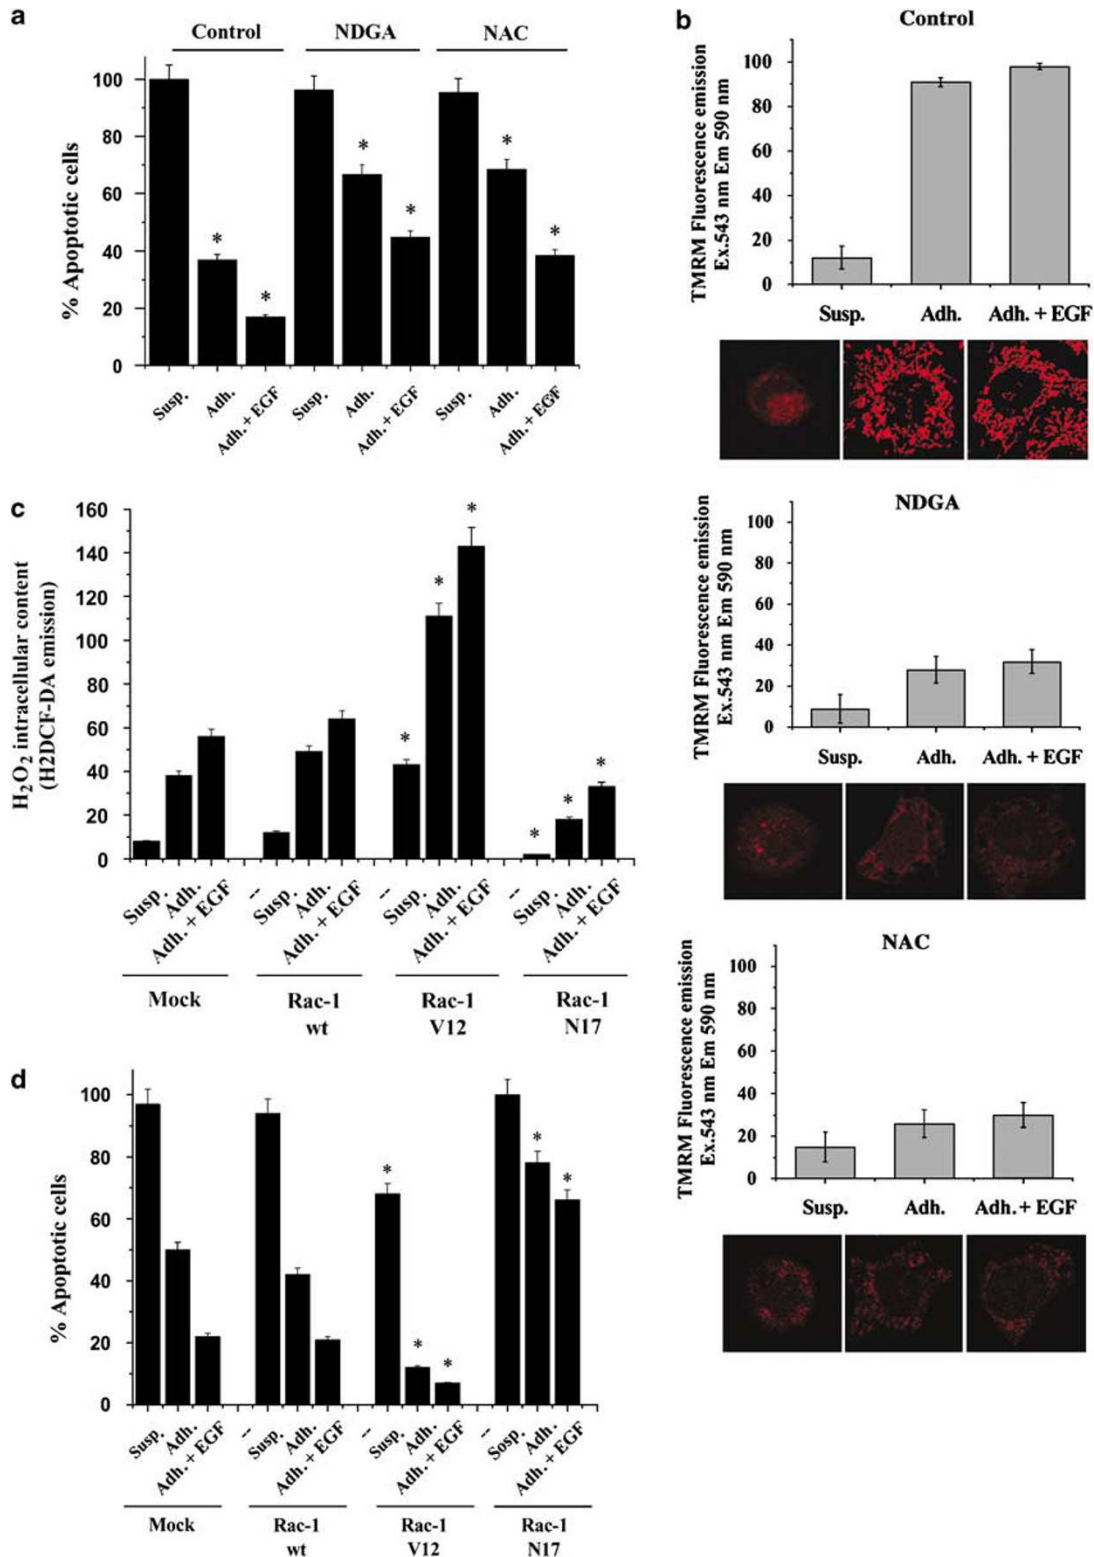 a
Control NDGA NAC
% Apoptotic cells
100
80
60
40
20
0
Susp. Adh. Adh. + EGF Susp. Adh. Adh. + EGF Susp. Adh. Adh. + EGF
* * * * * *
b
Control
TMRM Fluorescence emission
Ex.543 nm Em 590 nm
100
80
60
40
20
0
Susp. Adh. Adh. + EGF
NDGA
TMRM Fluorescence emission
Ex.543 nm Em 590 nm
100
80
60
40
20
0
Susp. Adh. Adh. + EGF
NAC
TMRM Fluorescence emission
Ex.543 nm Em 590 nm
100
80
60
40
20
0
Susp. Adh. Adh. + EGF
c
H2O2 intracellular content
(H2DCF-DA emission)
160
140
120
100
80
60
40
20
0
* * * * * *
Susp. Adh. Adh. + EGF -- Susp. Adh. Adh. + EGF -- Susp. Adh. Adh. + EGF -- Susp. Adh. Adh. + EGF
Mock Rac-1 Rac-1 Rac-1
wt V12 N17
d
% Apoptotic cells
100
80
60
40
20
0
* * * * *
Susp. Adh. Adh. + EGF -- Susp. Adh. Adh. + EGF -- Susp. Adh. Adh. + EGF -- Sosp. Adh. Adh. + EGF
Mock Rac-1 Rac-1 Rac-1
wt V12 N17